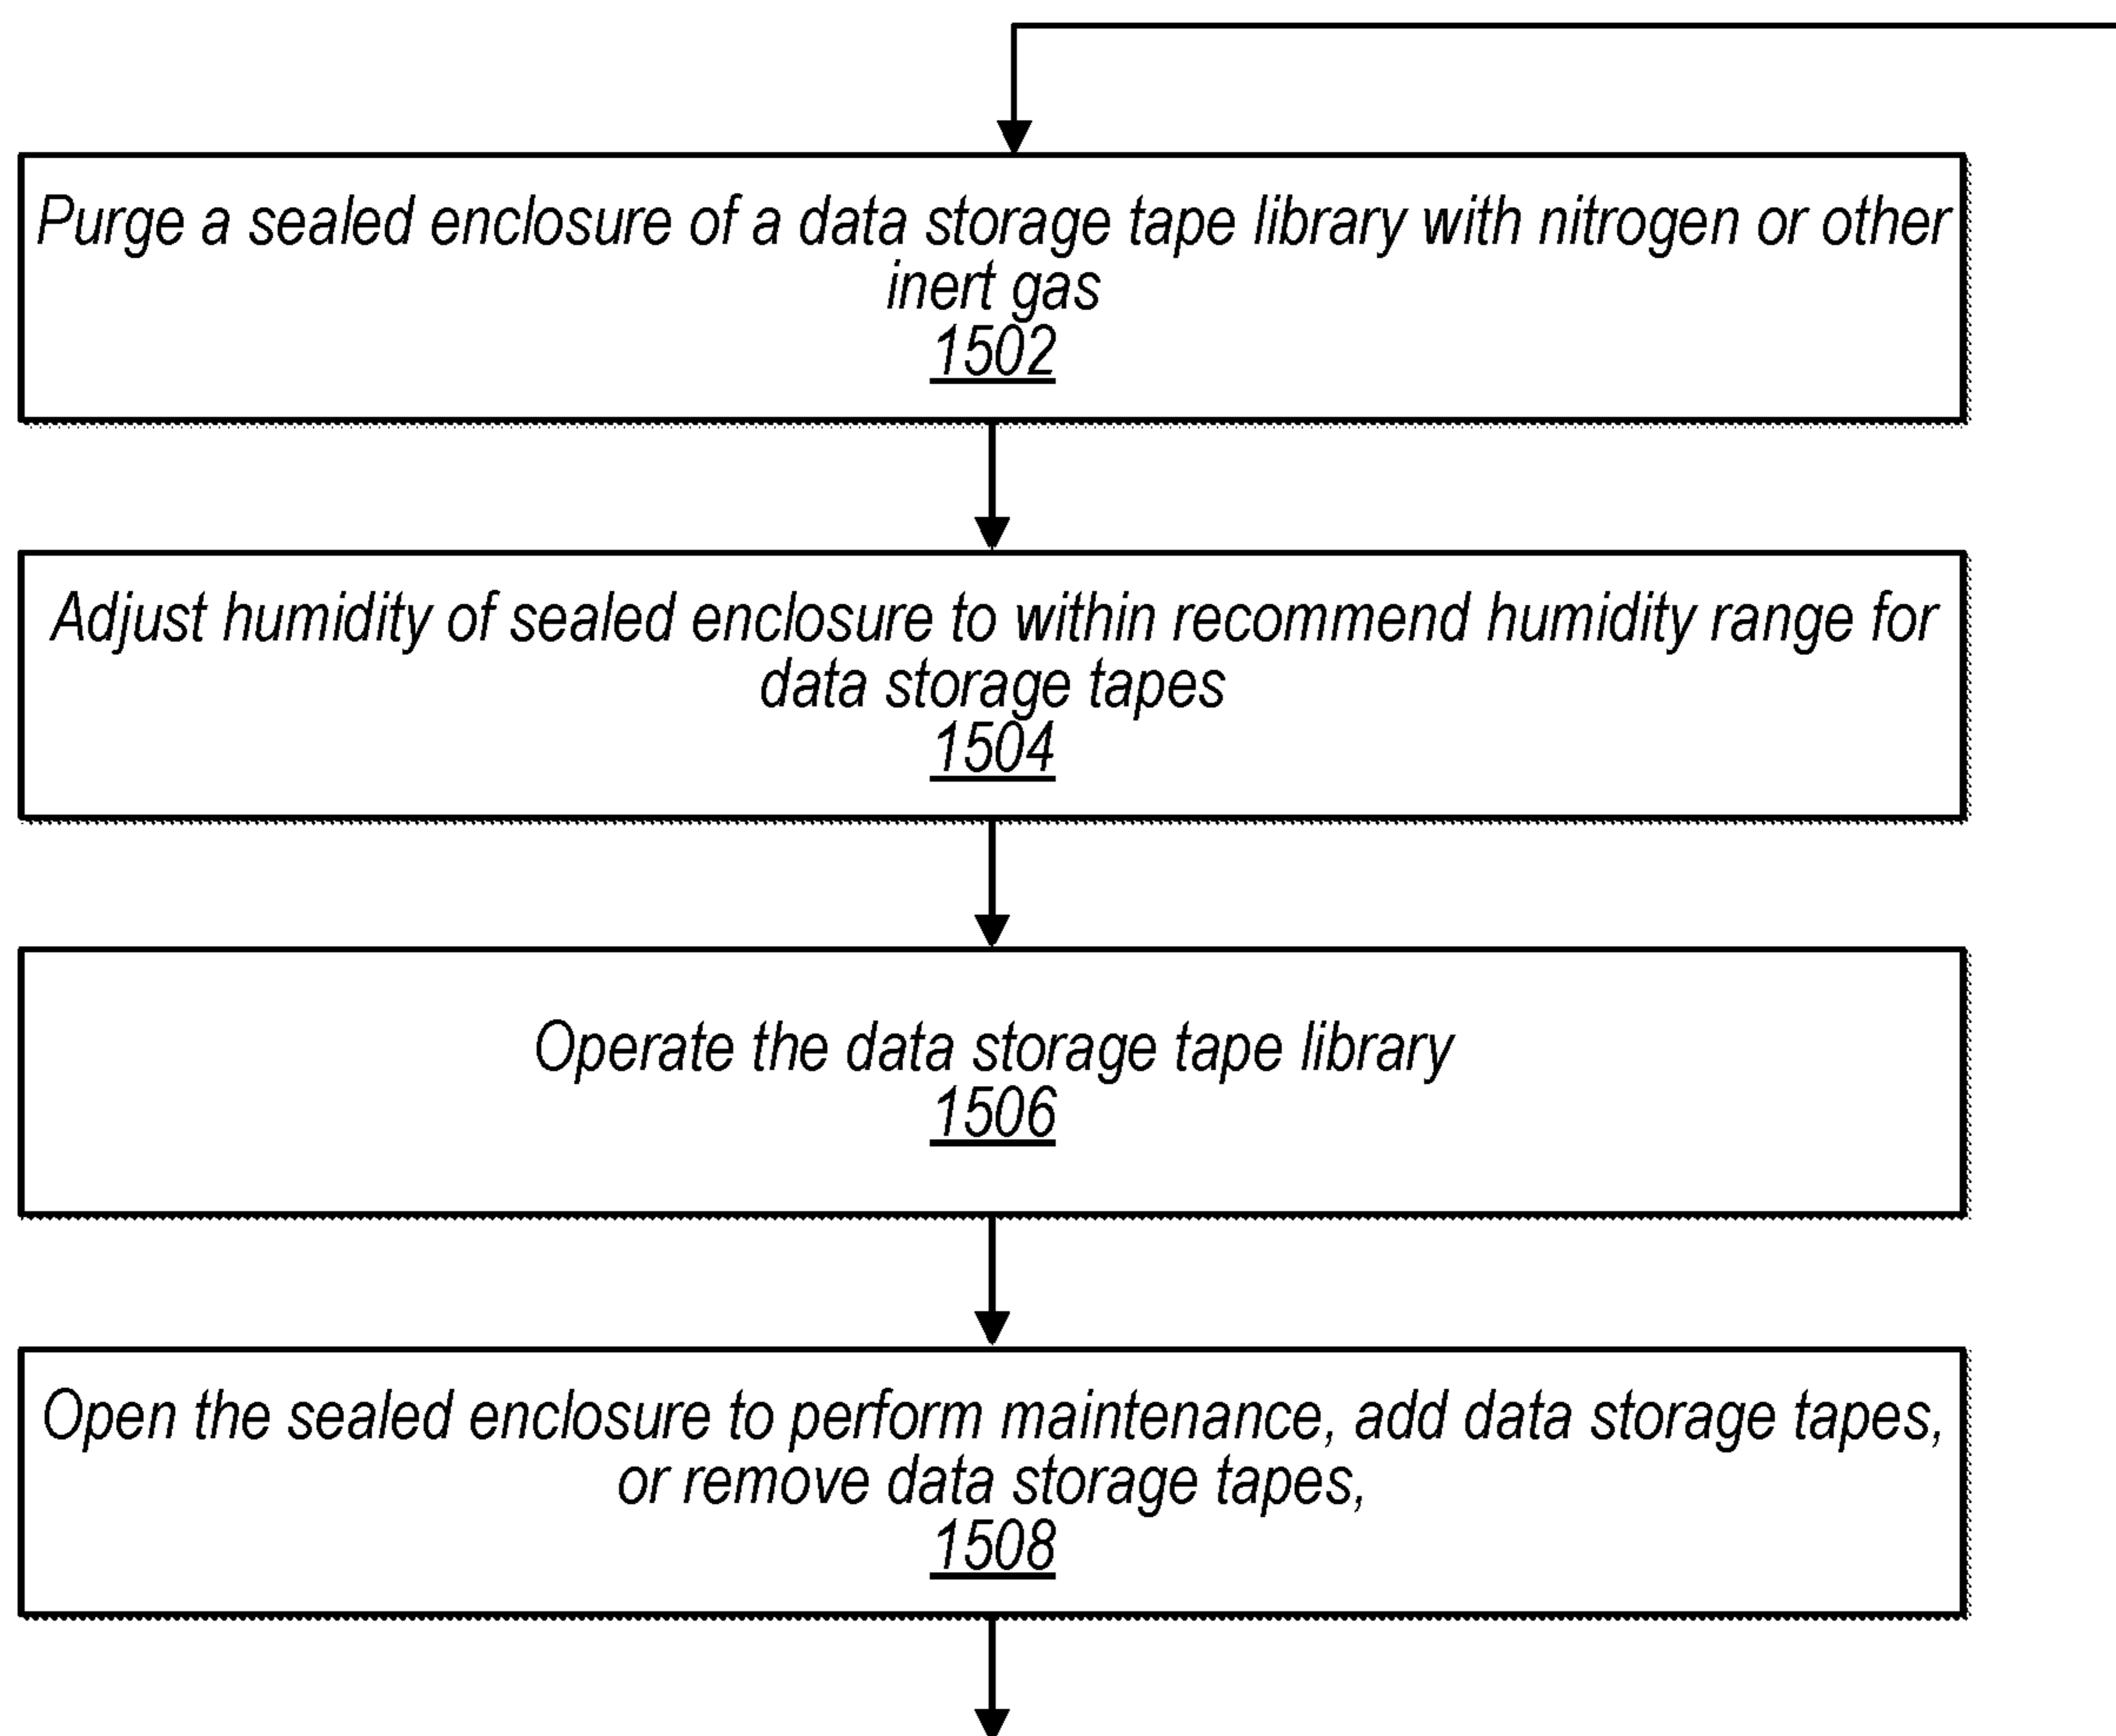 Purge a sealed enclosure of a data storage tape library with nitrogen or other
inert gas
1502
Adjust humidity of sealed enclosure to within recommend humidity range for
data storage tapes
1504
Operate the data storage tape library
1506
Open the sealed enclosure to perform maintenance, add data storage tapes,
or remove data storage tapes,
1508